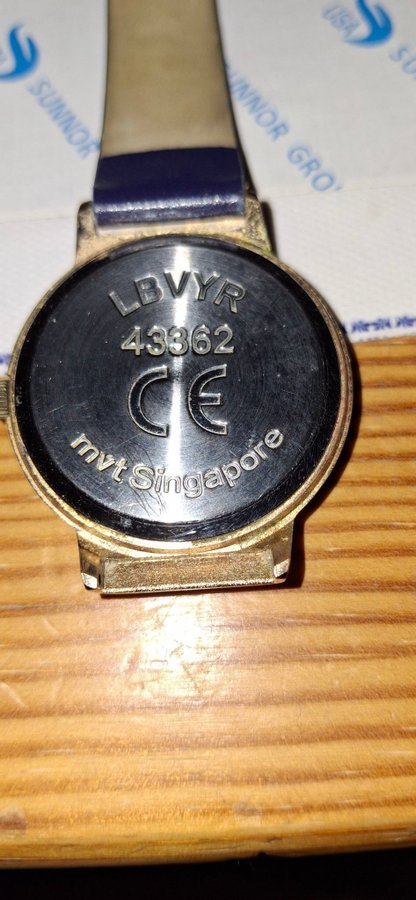 SUNNOR
SUNNOR GRO
LBVYR
43362
CE
mvt Singapore